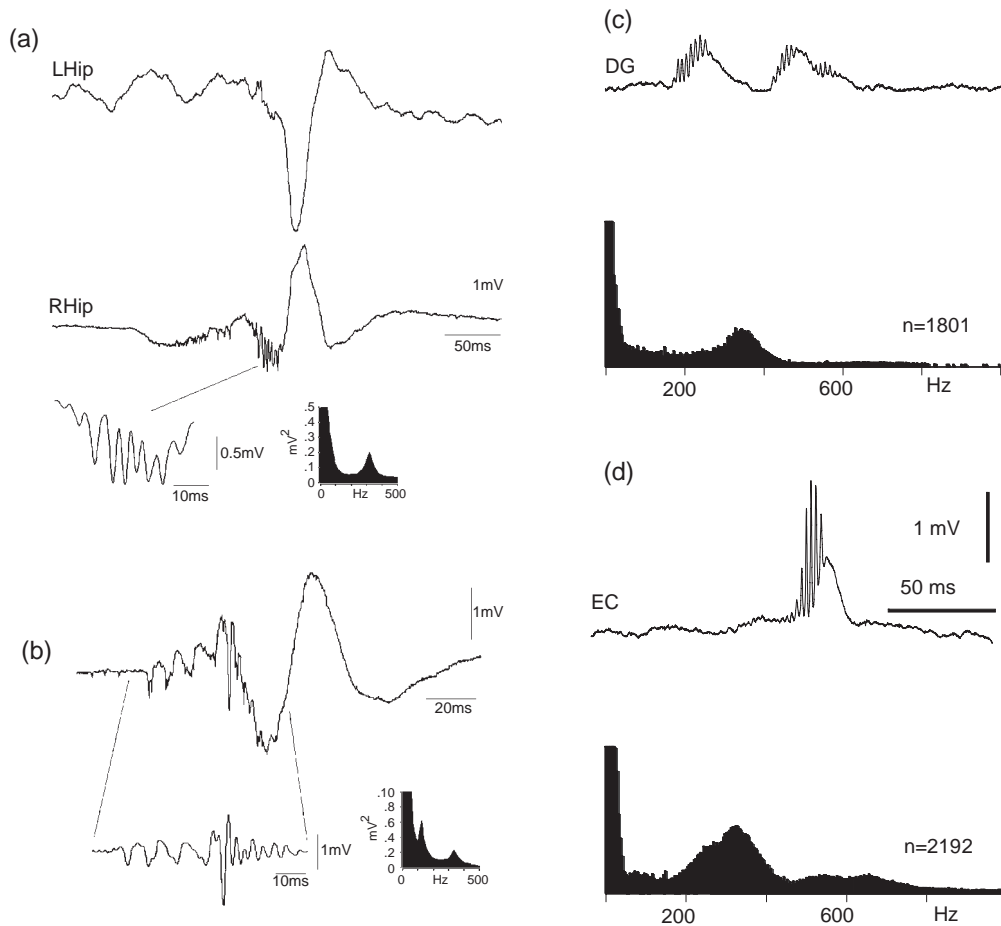 (a)
LHip
RHip
1mV
50ms
0.5mV
10ms
mV2
.5
.4
.3
.2
.1
0
0
Hz
500
(b)
1mV
20ms
1mV
10ms
mV2
.10
.8
.6
.4
.2
0
0
Hz
500
(c)
DG
n=1801
200
600
Hz
(d)
1 mV
50 ms
EC
n=2192
200
600
Hz